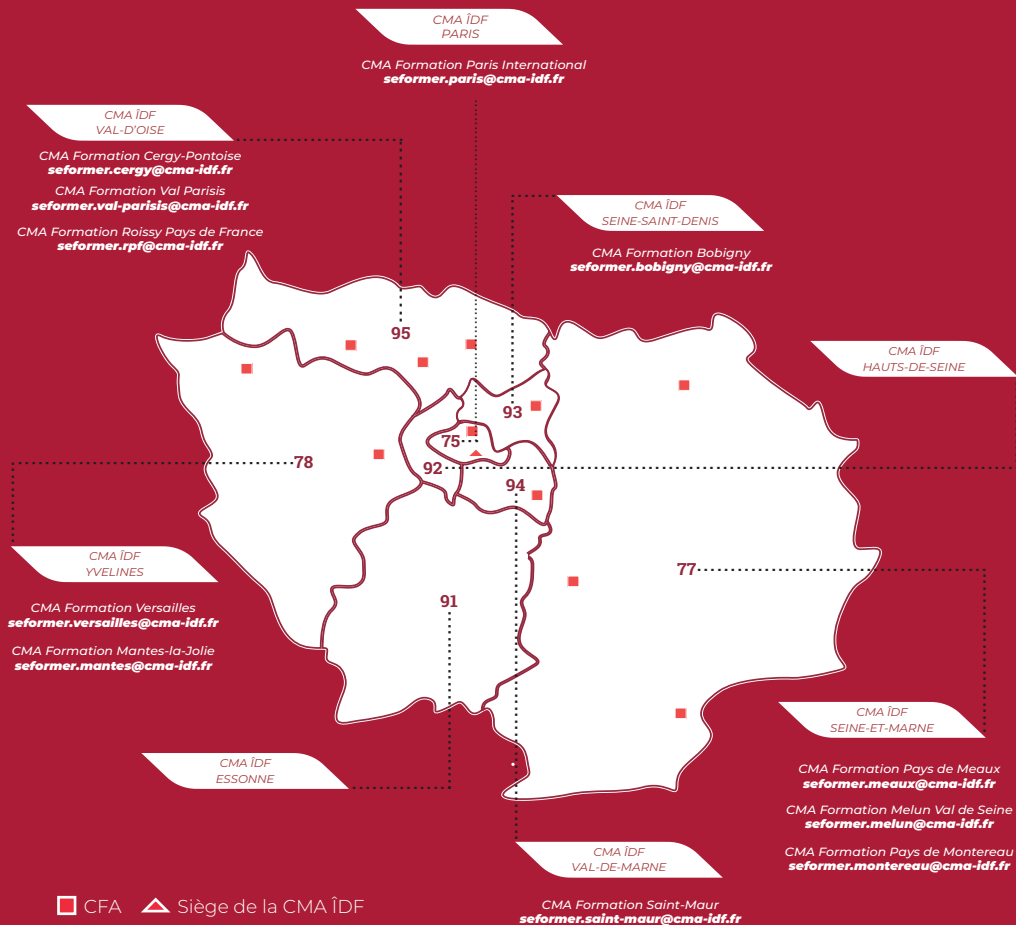 CMA ÎDF
PARIS
CMA Formation Paris International
seformer.paris@cma-idf.fr
CMA ÎDF
VAL-D'OISE
CMA Formation Cergy-Pontoise
seformer.cergy@cma-idf.fr
CMA Formation Val Parisis
seformer.val-parisis@cma-idf.fr
CMA Formation Roissy Pays de France
seformer.rpf@cma-idf.fr
CMA ÎDF
SEINE-SAINT-DENIS
CMA Formation Bobigny
seformer.bobigny@cma-idf.fr
CMA ÎDF
HAUTS-DE-SEINE
95
93
75
92
78
94
77
91
CMA ÎDF
YVELINES
CMA Formation Versailles
seformer.versailles@cma-idf.fr
CMA Formation Mantes-la-Jolie
seformer.mantes@cma-idf.fr
CMA ÎDF
ESSONNE
CMA ÎDF
SEINE-ET-MARNE
CMA Formation Pays de Meaux
seformer.meaux@cma-idf.fr
CMA Formation Melun Val de Seine
seformer.melun@cma-idf.fr
CMA Formation Pays de Montereau
seformer.montereau@cma-idf.fr
CMA ÎDF
VAL-DE-MARNE
CMA Formation Saint-Maur
seformer.saint-maur@cma-idf.fr
CFA
Siège de la CMA ÎDF